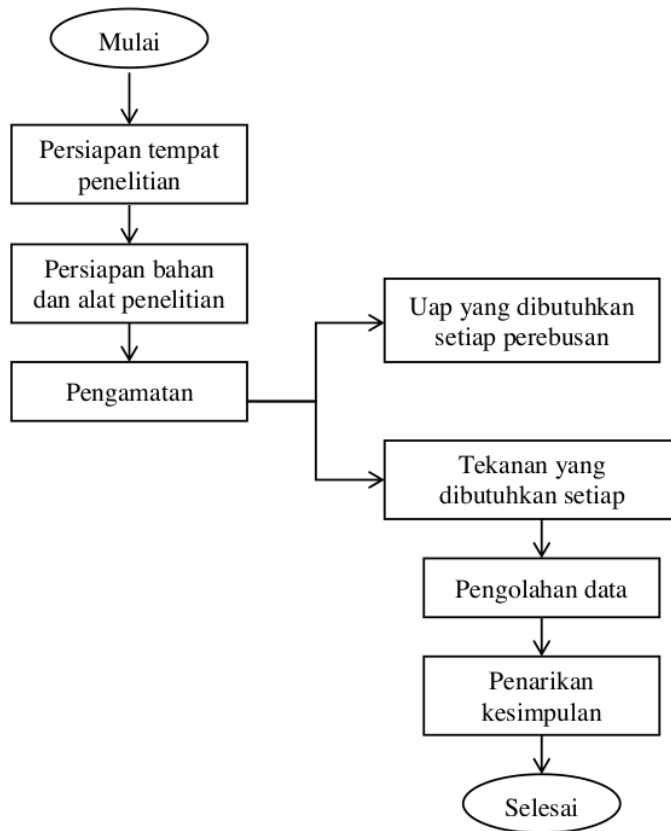 Mulai
Persiapan tempat
penelitian
Persiapan bahan
dan alat penelitian
Pengamatan
Uap yang dibutuhkan
setiap perebusan
Tekanan yang
dibutuhkan setiap
Pengolahan data
Penarikan
kesimpulan
Selesai